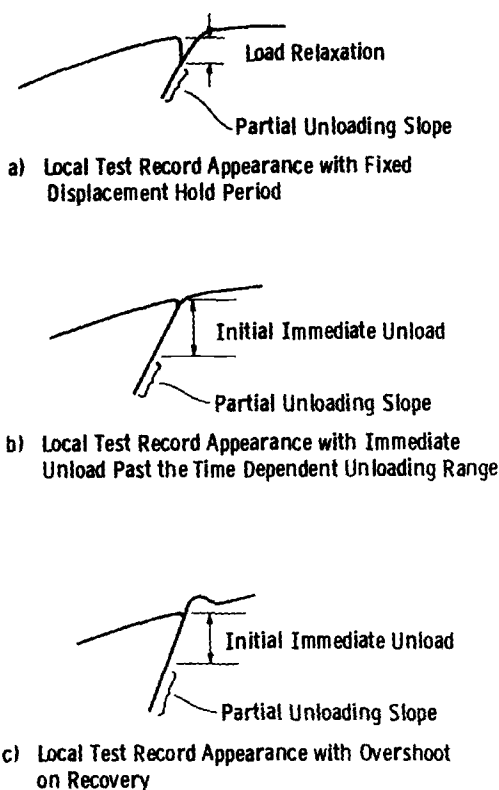 Load Relaxation
Partial Unloading Slope
a) Local Test Record Appearance with Fixed
Displacement Hold Period
Initial Immediate Unload
Partial Unloading Slope
b) Local Test Record Appearance with Immediate
Unload Past the Time Dependent Unloading Range
Initial Immediate Unload
Partial Unloading Slope
c) Local Test Record Appearance with Overshoot
on Recovery